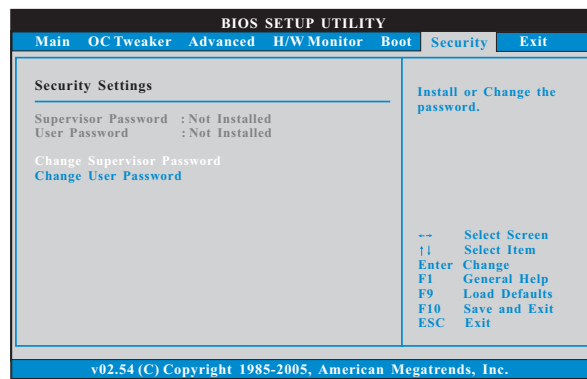 BIOS SETUP UTILITY
Main OC Tweaker Advanced H/W Monitor Boot Security Exit
Security Settings
Supervisor Password : Not Installed
User Password : Not Installed
Change Supervisor Password
Change User Password
Install or Change the
password.
←→ Select Screen
↑↓ Select Item
Enter Change
F1 General Help
F9 Load Defaults
F10 Save and Exit
ESC Exit
v02.54 (C) Copyright 1985-2005, American Megatrends, Inc.